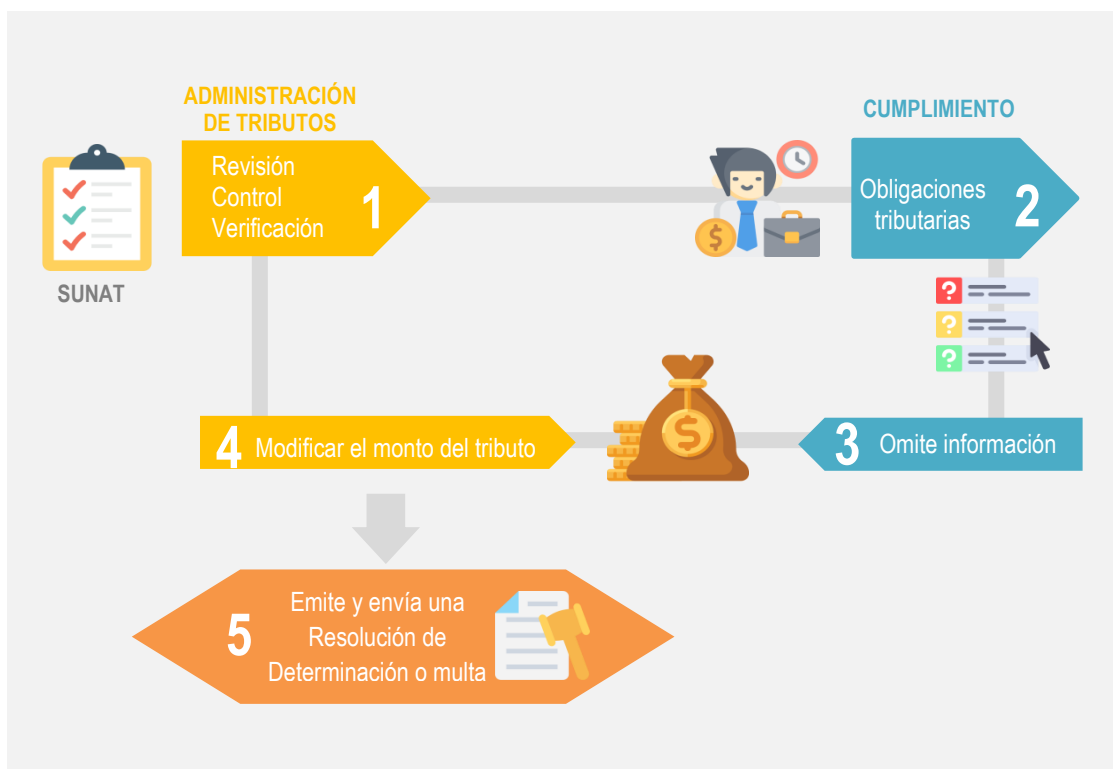 ADMINISTRACIÓN
DE TRIBUTOS
Revisión
Control
Verificación
1
SUNAT
CUMPLIMIENTO
Obligaciones
tributarias
2
$
?
?
?
3
Omite información
$
4
Modificar el monto del tributo
5
Emite y envía una
Resolución de
Determinación o multa